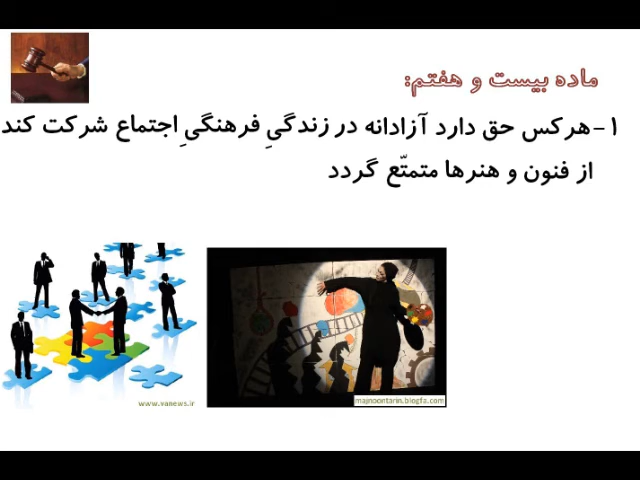 ماده بیست و هفتم:
۱-هرکس حق دارد آزادانه در زندگیِ فرهنگیِ اجتماع شرکت کند
از فنون و هنرها متمتّع گردد
www.vanews.ir
majnoontarin.blogfa.com